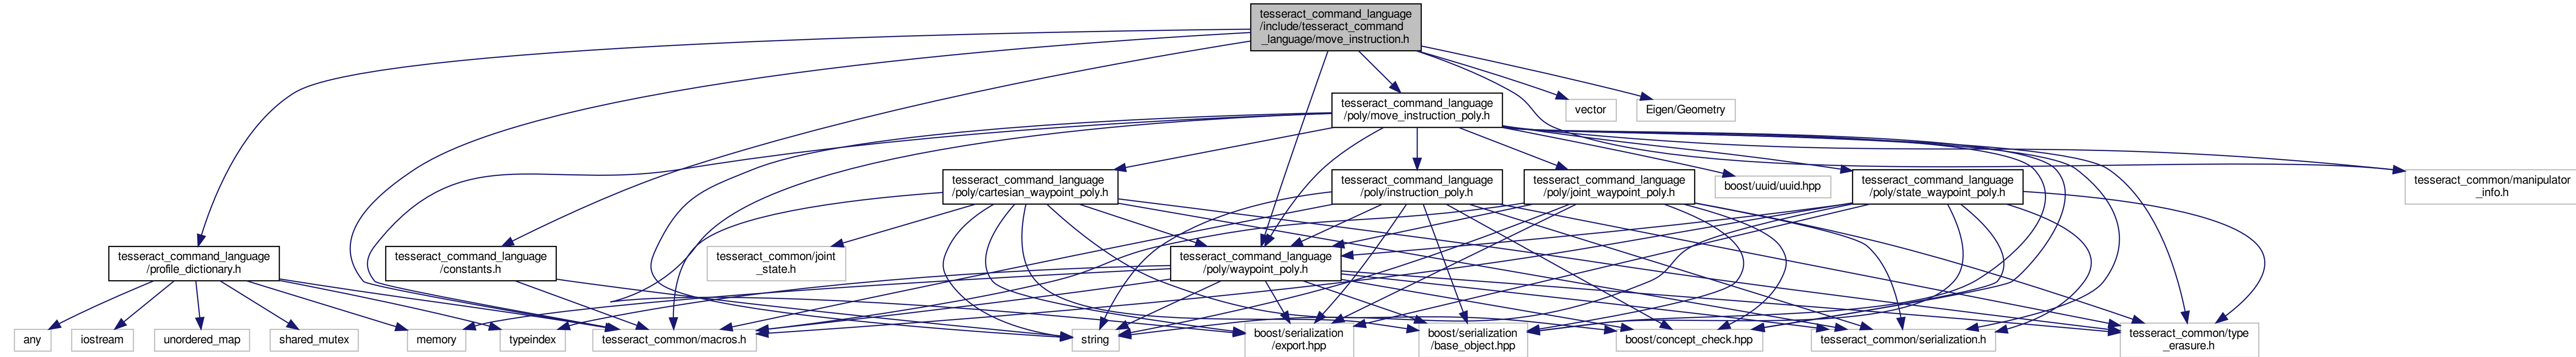 tesseract_command_language
/include/tesseract_command
_language/move_instruction.h
tesseract_command_language
/poly/move_instruction_poly.h
vector
Eigen/Geometry
tesseract_command_language
/poly/cartesian_waypoint_poly.h
tesseract_command_language
/poly/instruction_poly.h
tesseract_command_language
/poly/joint_waypoint_poly.h
boost/uuid/uuid.hpp
tesseract_command_language
/poly/state_waypoint_poly.h
tesseract_common/manipulator
_info.h
tesseract_command_language
/profile_dictionary.h
tesseract_command_language
/constants.h
tesseract_common/joint
_state.h
tesseract_command_language
/poly/waypoint_poly.h
any
iostream
unordered_map
shared_mutex
memory
typeindex
tesseract_common/macros.h
string
boost/serialization
/export.hpp
boost/serialization
/base_object.hpp
boost/concept_check.hpp
tesseract_common/serialization.h
tesseract_common/type
_erasure.h